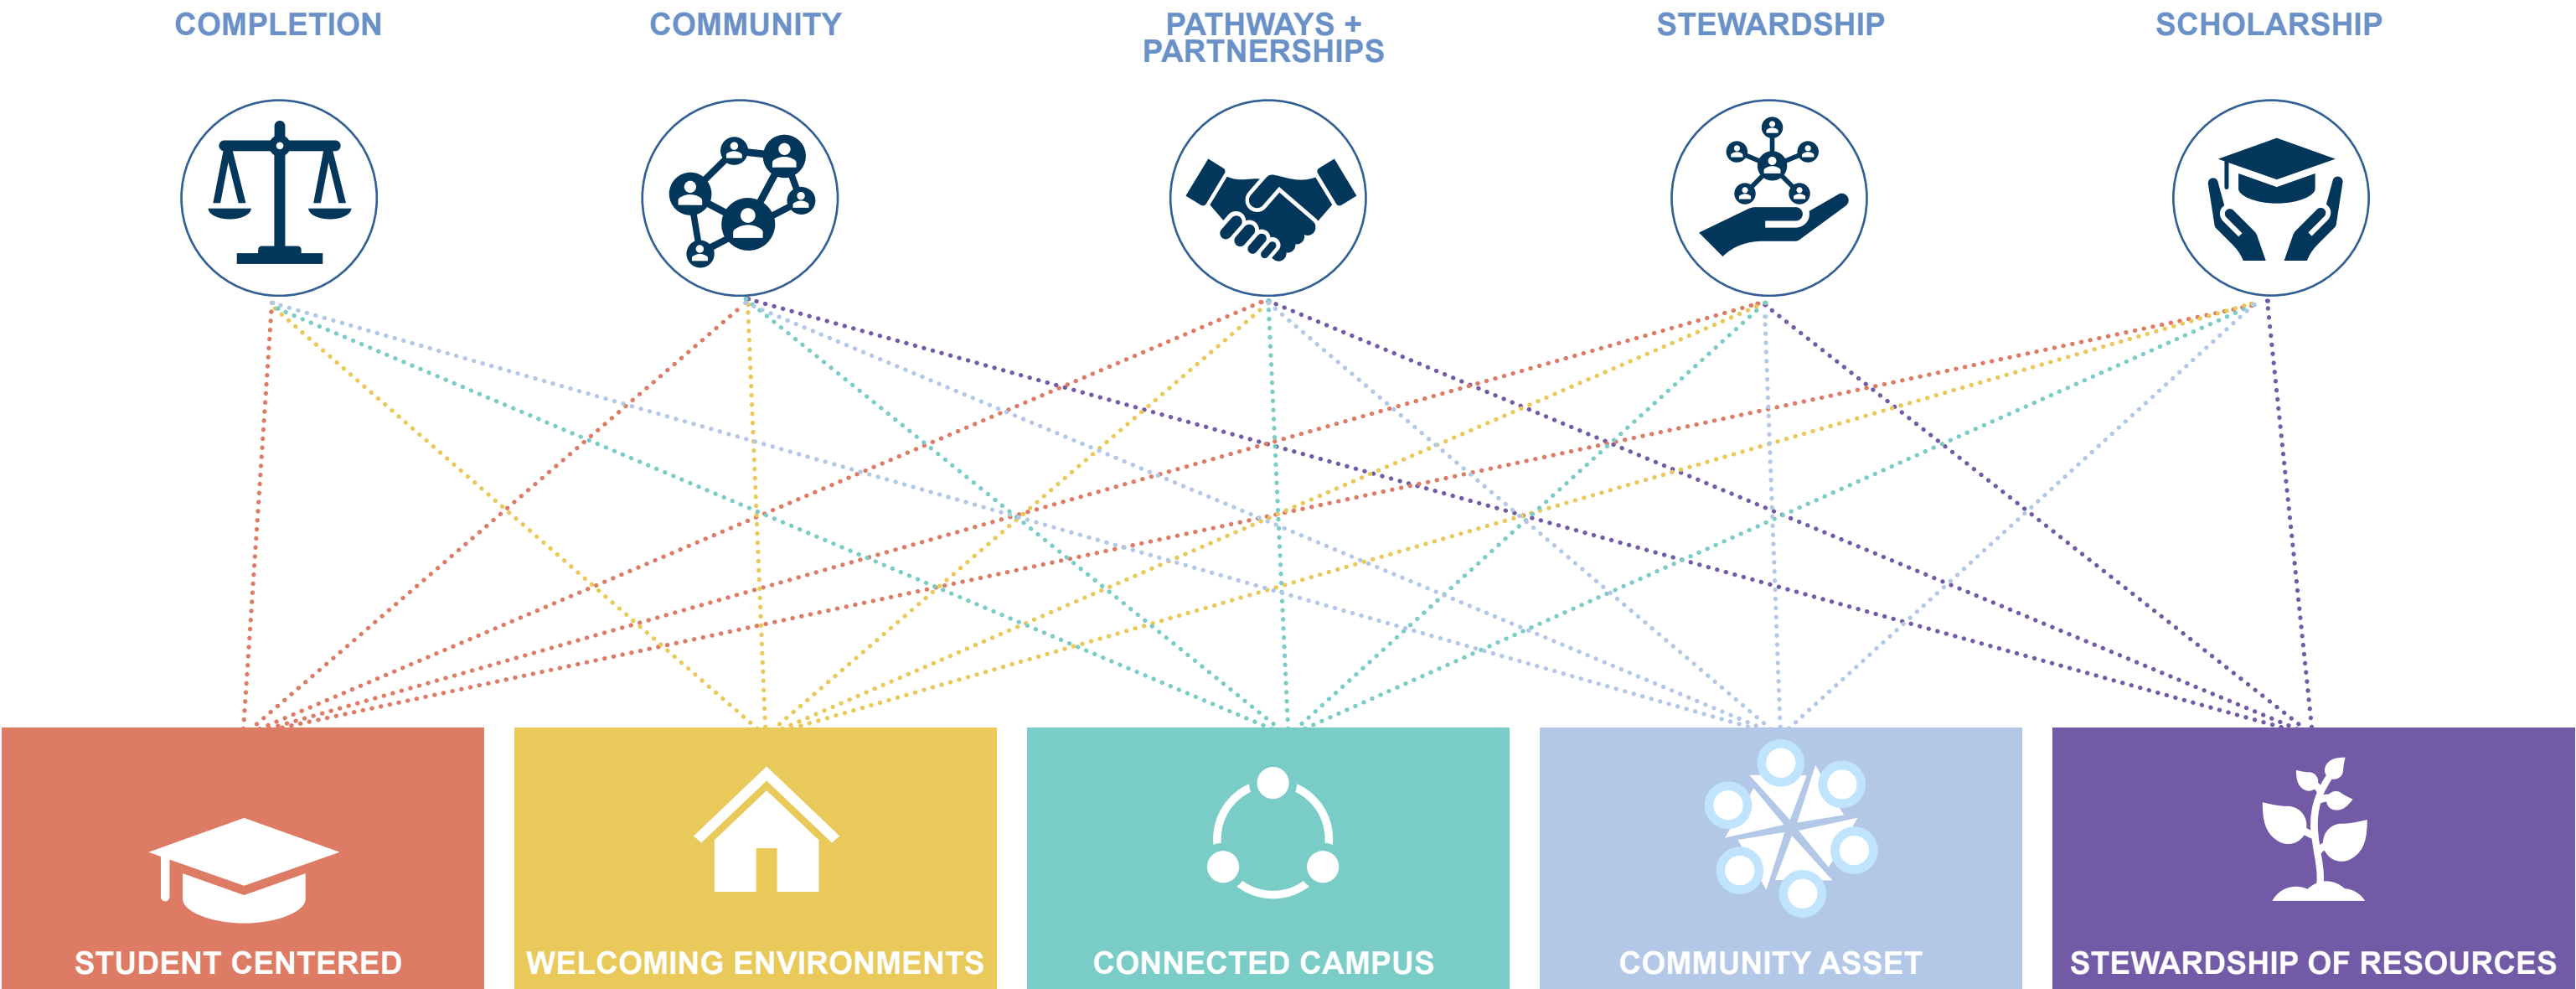 COMPLETION
COMMUNITY
PATHWAYS +
PARTNERSHIPS
STEWARDSHIP
SCHOLARSHIP
STUDENT CENTERED
WELCOMING ENVIRONMENTS
CONNECTED CAMPUS
COMMUNITY ASSET
STEWARDSHIP OF RESOURCES